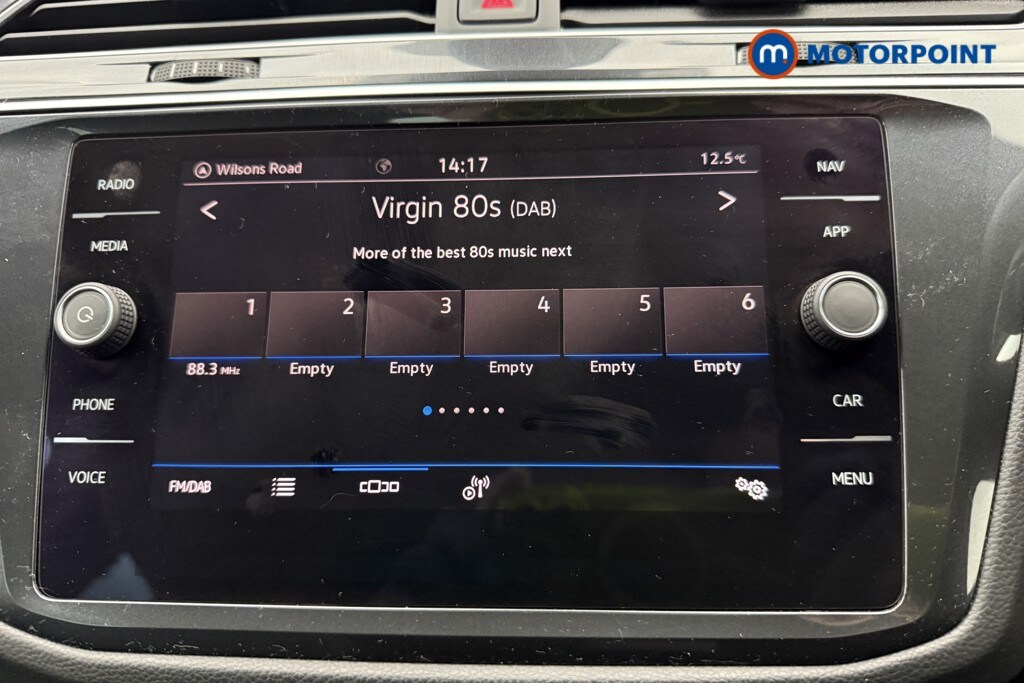 MOTORPOINT
RADIO
MEDIA
PHONE
VOICE
Wilsons Road 14:17 12.5°C
< Virgin 80s (DAB) >
More of the best 80s music next
1 2 3 4 5 6
88.3 MHz Empty Empty Empty Empty Empty
FM/DAB
NAV
APP
CAR
MENU